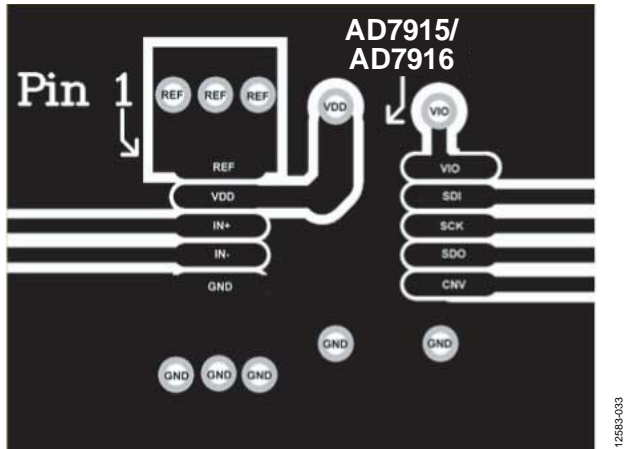 AD7915/
AD7916
Pin 1
REF REF REF
VDD
VIO
REF
VDD
IN+
IN-
GND
VIO
SDI
SCK
SDO
CNV
GND GND GND
GND
GND
12583-033